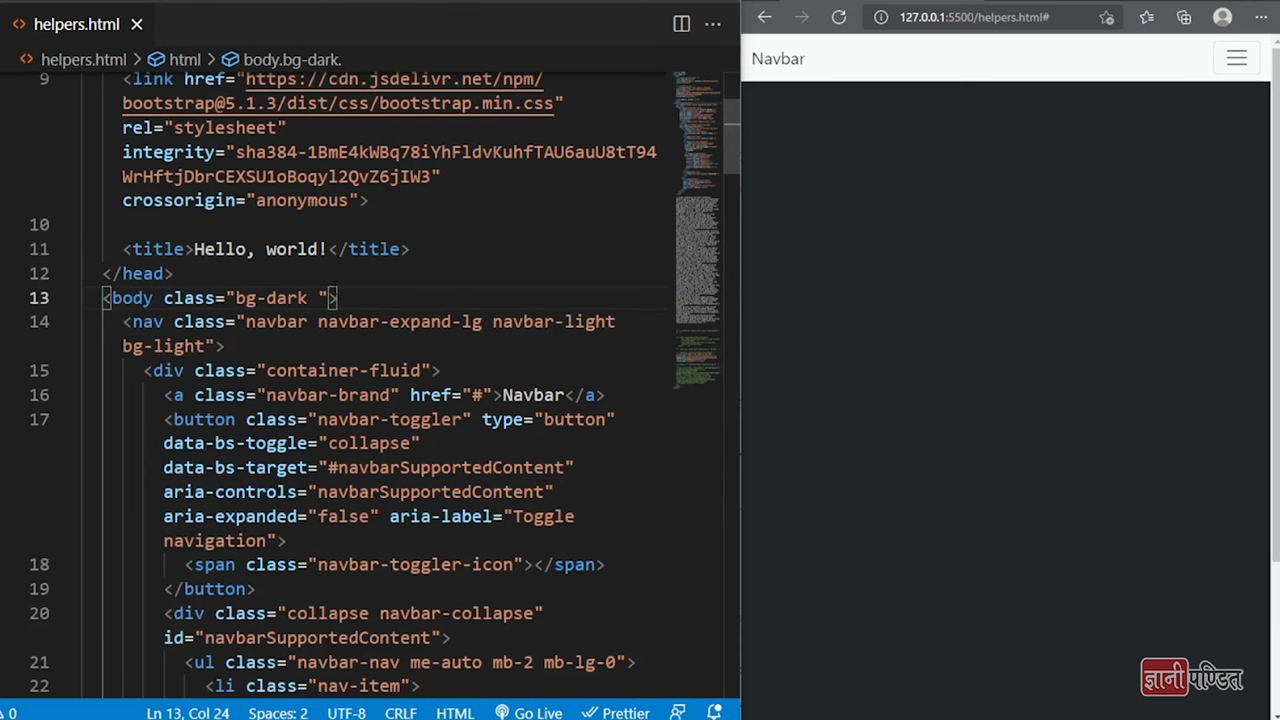 helpers.html
127.0.0.1:5500/helpers.html#
helpers.html > html > body.bg-dark.
9 <link href="https://cdn.jsdelivr.net/npm/
bootstrap@5.1.3/dist/css/bootstrap.min.css"
rel="stylesheet"
integrity="sha384-1BmE4kWBq78iYhFldvKuhfTAU6auU8tT94
WrHftjDbrCEXSU1oBoqyl2QvZ6jIW3"
crossorigin="anonymous">
10
11 <title>Hello, world!</title>
12 </head>
13 <body class="bg-dark ">
14 <nav class="navbar navbar-expand-lg navbar-light
bg-light">
15 <div class="container-fluid">
16 <a class="navbar-brand" href="#">Navbar</a>
17 <button class="navbar-toggler" type="button"
data-bs-toggle="collapse"
data-bs-target="#navbarSupportedContent"
aria-controls="navbarSupportedContent"
aria-expanded="false" aria-label="Toggle
navigation">
18 <span class="navbar-toggler-icon"></span>
19 </button>
20 <div class="collapse navbar-collapse"
id="navbarSupportedContent">
21 <ul class="navbar-nav me-auto mb-2 mb-lg-0">
22 <li class="nav-item">
0 Ln 13, Col 24 Spaces: 2 UTF-8 CRLF HTML Go Live Prettier
Navbar
ज्ञानीपण्डित